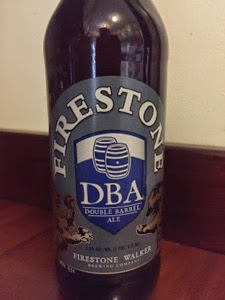 FIRESTONE
DBA
DOUBLE BARREL
ALE
FIRESTONE WALKER
BREWING COMPANY